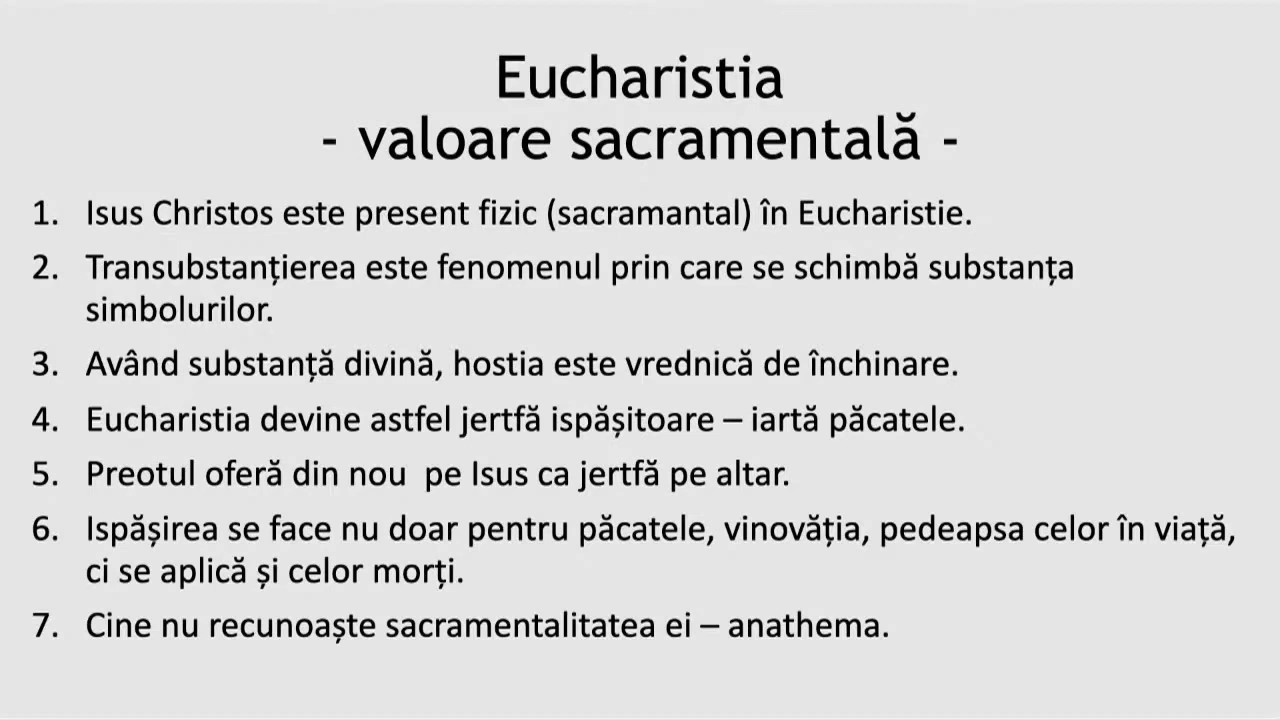 Eucharistia
- valoare sacramentală -
1. Isus Christos este present fizic (sacramantal) în Eucharistie.
2. Transubstanțierea este fenomenul prin care se schimbă substanța
simbolurilor.
3. Având substanță divină, hostia este vrednică de închinare.
4. Eucharistia devine astfel jertfă ispășitoare – iartă păcatele.
5. Preotul oferă din nou  pe Isus ca jertfă pe altar.
6. Ispășirea se face nu doar pentru păcatele, vinovăția, pedeapsa celor în viață,
ci se aplică și celor morți.
7. Cine nu recunoaște sacramentalitatea ei – anathema.